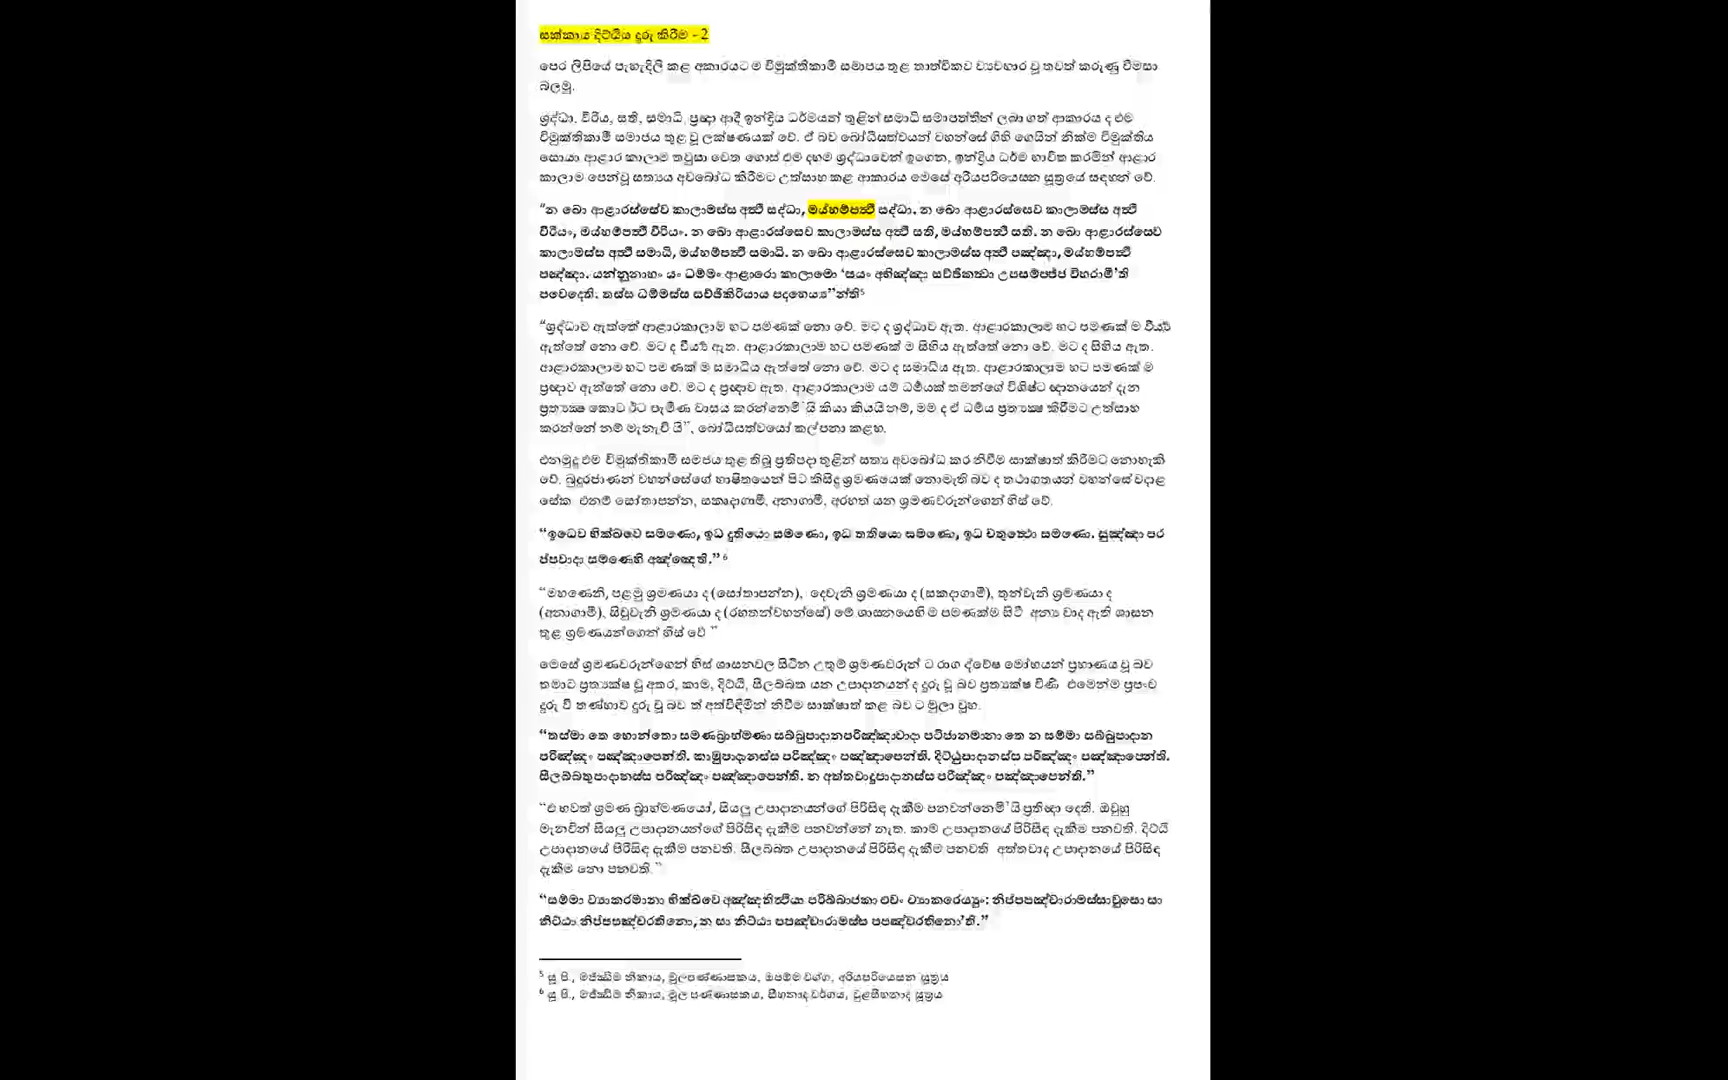 සක්කාය දිට්ඨිය දුරු කිරීම - 2
පෙර ලිපියේ පැහැදිලි කළ අකාරයට ම විමුක්තිකාමී සමාජය තුළ තාත්විකව ව්‍යවහාර වූ තවත් කරුණු විමසා
බලමු.
ශ්‍රද්ධා, විරිය, සති, සමාධි, ප්‍රඥා ආදී ඉන්ද්‍රිය ධර්මයන් තුළින් සමාධි සමාපත්තීන් ලබා ගත් ආකාරය ද එම
විමුක්තිකාමී සමාජය තුළ වූ ලක්ෂණයක් වේ. ඒ බව බෝධිසත්වයන් වහන්සේ ගිහි ගෙයින් නික්ම විමුක්තිය
සොයා ආළාර කාලාම තවුසා වෙත ගොස් එම දහම ශ්‍රද්ධාවෙන් ඉගෙන, ඉන්ද්‍රිය ධර්ම භාවිත කරමින් ආළාර
කාලාම පෙන්වූ සත්‍යය අවබෝධ කිරීමට උත්සාහ කළ ආකාරය මෙසේ අරියපරියෙසන සූත්‍රයේ සඳහන් වේ.
“න ඛො ආළාරස්සේව කාලාමස්ස අත්ථි සද්ධා, මය්හම්පත්ථි සද්ධා. න ඛො ආළාරස්සෙව කාලාමස්ස අත්ථි
වීරියං, මය්හම්පත්ථි වීරියං. න ඛො ආළාරස්සෙව කාලාමස්ස අත්ථි සති, මය්හම්පත්ථි සති. න ඛො ආළාරස්සෙව
කාලාමස්ස අත්ථි සමාධි, මය්හම්පත්ථි සමාධි. න ඛො ආළාරස්සෙව කාලාමස්ස අත්ථි පඤ්ඤා, මය්හම්පත්ථි
පඤ්ඤා. යන්නූනාහං යං ධම්මං ආළාරො කාලාමො ‘සයං අභිඤ්ඤා සච්ඡිකත්වා උපසම්පජ්ජ විහරාමී’ති
පවෙදෙති. තස්ස ධම්මස්ස සච්ඡිකිරියාය පදහෙය්‍ය”න්ති⁵
“ශ්‍රද්ධාව ඇත්තේ ආළාරකාලාම හට පමණක් නො වේ. මට ද ශ්‍රද්ධාව ඇත. ආළාරකාලාම හට පමණක් ම වීර්‍ය්‍ය
ඇත්තේ නො වේ. මට ද වීර්‍ය්‍ය ඇත. ආළාරකාලාම හට පමණක් ම සිහිය ඇත්තේ නො වේ. මට ද සිහිය ඇත.
ආළාරකාලාම හට පමණක් ම සමාධිය ඇත්තේ නො වේ. මට ද සමාධිය ඇත. ආළාරකාලාම හට පමණක් ම
ප්‍රඥාව ඇත්තේ නො වේ. මට ද ප්‍රඥාව ඇත. ආළාරකාලාම යම් ධර්‍මයක් තමන්ගේ විශිෂ්ට ඥානයෙන් දැන
ප්‍රත්‍යක්‍ෂ කොට ඊට පැමිණ වාසය කරන්නෙමි’යි කියා කියයි නම්, මම ද ඒ ධර්‍මය ප්‍රත්‍යක්‍ෂ කිරීමට උත්සාහ
කරන්නේ නම් මැනැවි යි”, බෝධිසත්වයෝ කල්පනා කළහ.
එනමුදු එම විමුක්තිකාමී සමජය තුළ තිබූ ප්‍රතිපදා තුළින් සත්‍ය අවබෝධ කර නිවීම සාක්ෂාත් කිරීමට නොහැකි
වේ. බුදුරජාණන් වහන්සේගේ භාෂිතයෙන් පිට කිසිදු ශ්‍රමණයෙක් නොමැති බව ද තථාගතයන් වහන්සේ වදාළ
සේක එනම් සෝතාපන්න, සකෘදාගාමී, අනාගාමී, අරහත් යන ශ්‍රමණවරුන්ගෙන් හිස් වේ.
“ඉධෙව භික්ඛවෙ සමණො, ඉධ දුතියො සමණො, ඉධ තතියො සමණො, ඉධ චතුත්ථො සමණො. සුඤ්ඤා පර
ප්පවාදා සමණෙහි අඤ්ඤෙති.” ⁶
“මහණෙනි, පළමු ශ්‍රමණයා ද (සෝතාපන්න), දෙවැනි ශ්‍රමණයා ද (සකදාගාමී), තුන්වැනි ශ්‍රමණයා ද
(අනාගාමී), සිවුවැනි ශ්‍රමණයා ද (රහතන්වහන්සේ) මේ ශාසනයෙහි ම පමණක්ම සිටී අන්‍ය වාද ඇති ශාසන
තුළ ශ්‍රමණයන්ගෙන් හිස් වේ ”
මෙසේ ශ්‍රමණවරුන්ගෙන් හිස් ශාසනවල සිටින උතුම් ශ්‍රමණවරුන් ට රාග ද්වේෂ මෝහයන් ප්‍රහාණය වූ බව
තමාට ප්‍රත්‍යක්ෂ වූ අතර, කාම, දිට්ඨි, සීලබ්බත යන උපාදානයන් ද දුරු වූ බව ප්‍රත්‍යක්ෂ විණි එමෙන්ම ප්‍රපංච
දුරු වී තණ්හාව දුරු වූ බව ත් අත්විඳිමින් නිවීම සාක්ෂාත් කළ බව ට මුලා වූහ.
“තස්මා තෙ භොන්තො සමණබ්‍රාහ්මණා සබ්බුපාදානපරිඤ්ඤාවාදා පටිජානමානා තෙ න සම්මා සබ්බුපාදාන
පරිඤ්ඤං පඤ්ඤාපෙන්ති. කාමුපාදානස්ස පරිඤ්ඤං පඤ්ඤාපෙන්ති. දිට්ඨුපාදානස්ස පරිඤ්ඤං පඤ්ඤාපෙන්ති.
සීලබ්බතුපාදානස්ස පරිඤ්ඤං පඤ්ඤාපෙන්ති. න අත්තවාදුපාදානස්ස පරිඤ්ඤං පඤ්ඤාපෙන්ති.”
“එ භවත් ශ්‍රමණ බ්‍රාහ්මණයෝ, සියලු උපාදානයන්ගේ පිරිසිඳ දැකීම පනවන්නෙමි’යි ප්‍රතිඥා දෙති. ඔවුහු
මැනවින් සියලු උපාදානයන්ගේ පිරිසිඳ දැකීම පනවන්නේ නැත. කාම උපාදානයේ පිරිසිඳ දැකීම පනවති. දිට්ඨි
උපාදානයේ පිරිසිඳ දැකීම පනවති. සීලබ්බත උපාදානයේ පිරිසිඳ දැකීම පනවති අත්තවාද උපාදානයේ පිරිසිඳ
දැකීම නො පනවති.”
“සම්මා ව්‍යාකරමානා භික්ඛවෙ අඤ්ඤතිත්ථියා පරිබ්බාජකා එවං ව්‍යාකරෙය්‍යුං: නිප්පපඤ්චාරාමස්සාවුසො සා
නිට්ඨා නිප්පපඤ්චරතිනො, න සා නිට්ඨා පපඤ්චාරාමස්ස පපඤ්චරතිනො’ති.”
⁵ සූ පි., මජ්ඣිම නිකාය, මූලපණ්ණාසකය, ඔපම්ම වග්ග, අරියපරියෙසන සූත්‍රය
⁶ සූ පි., මජ්ඣිම නිකාය, මූල පණ්ණාසකය, සීහනාද වර්ගය, චූළසීහනාද සූත්‍රය